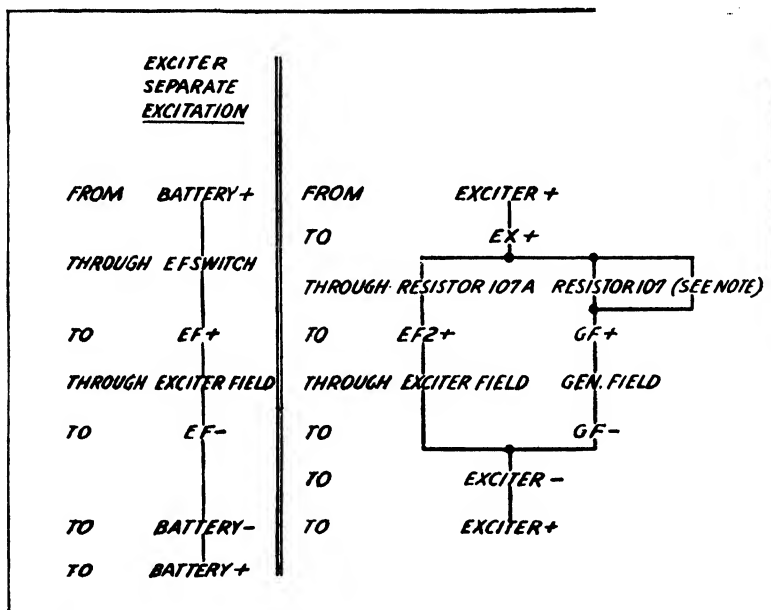 EXCITER
SEPARATE
EXCITATION
FROM BATTERY+
THROUGH EF SWITCH
TO EF+
THROUGH EXCITER FIELD
TO EF-
TO BATTERY-
TO BATTERY+
FROM EXCITER+
TO EX+
THROUGH RESISTOR 107A RESISTOR 107 (SEE NOTE)
TO EF2+ GF+
THROUGH EXCITER FIELD GEN. FIELD
TO GF-
TO EXCITER-
TO EXCITER+